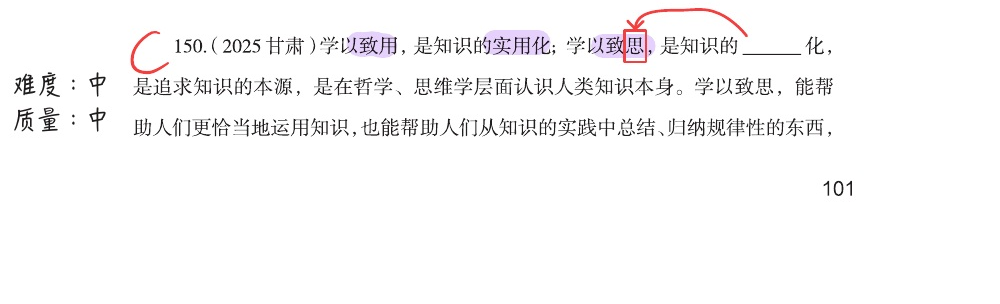 150.（2025 甘肃）学以致用，是知识的实用化；学以致思，是知识的______化，
难度：中 是追求知识的本源，是在哲学、思维学层面认识人类知识本身。学以致思，能帮
质量：中 助人们更恰当地运用知识，也能帮助人们从知识的实践中总结、归纳规律性的东西，
101